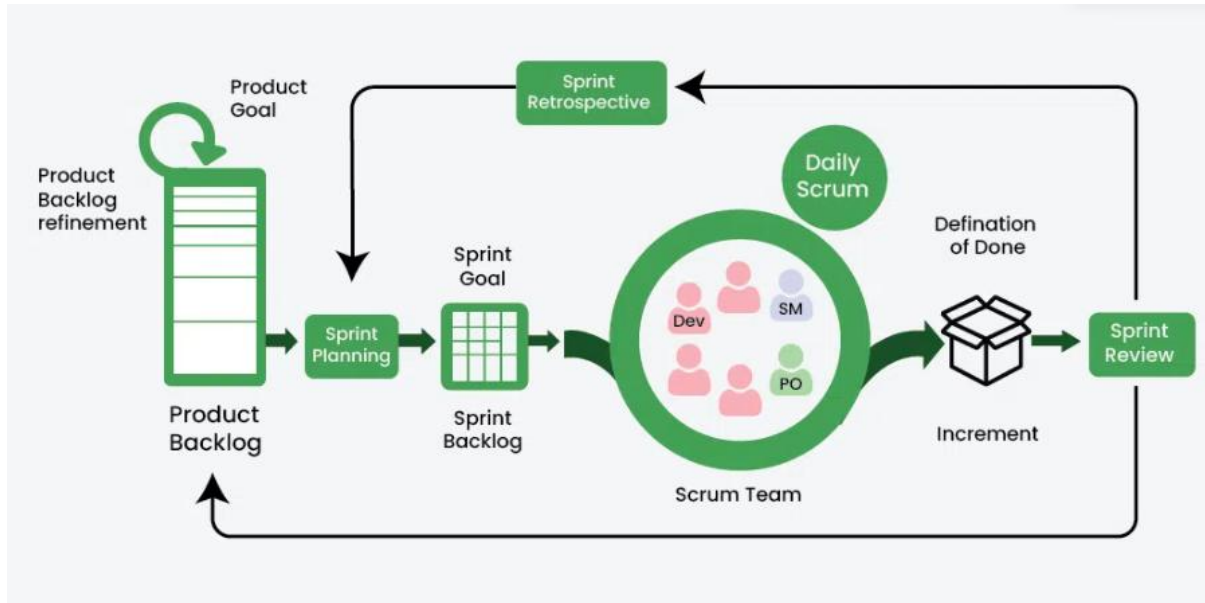 Product
Goal
Product
Backlog
refinement
Product
Backlog
Sprint
Planning
Sprint
Goal
Sprint
Backlog
Sprint
Retrospective
Daily
Scrum
Dev
SM
PO
Scrum Team
Defination
of Done
Increment
Sprint
Review